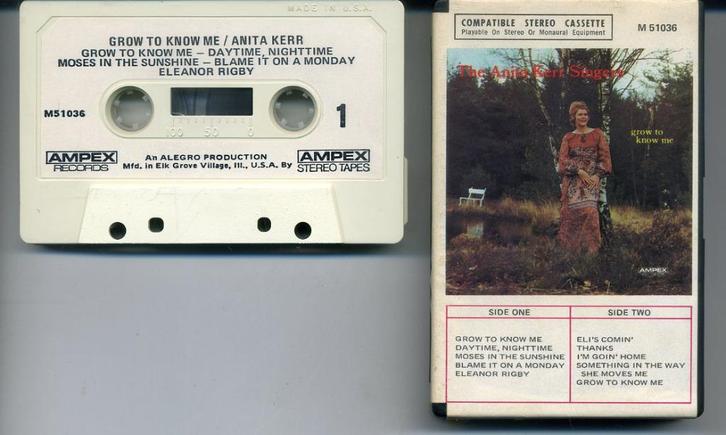 MADE IN U.S.A.
GROW TO KNOW ME / ANITA KERR
GROW TO KNOW ME – DAYTIME, NIGHTTIME
MOSES IN THE SUNSHINE – BLAME IT ON A MONDAY
ELEANOR RIGBY
M51036
1
100 50 0
AMPEX
RECORDS
An ALEGRO PRODUCTION
Mfd. in Elk Grove Village, Ill., U.S.A. By
AMPEX
STEREO TAPES
COMPATIBLE STEREO CASSETTE
Playable On Stereo Or Monaural Equipment
M 51036
The Anita Kerr Singers
grow to
know me
AMPEX
SIDE ONE
GROW TO KNOW ME
DAYTIME, NIGHTTIME
MOSES IN THE SUNSHINE
BLAME IT ON A MONDAY
ELEANOR RIGBY
SIDE TWO
ELI'S COMIN'
THANKS
I'M GOIN' HOME
SOMETHING IN THE WAY
SHE MOVES ME
GROW TO KNOW ME